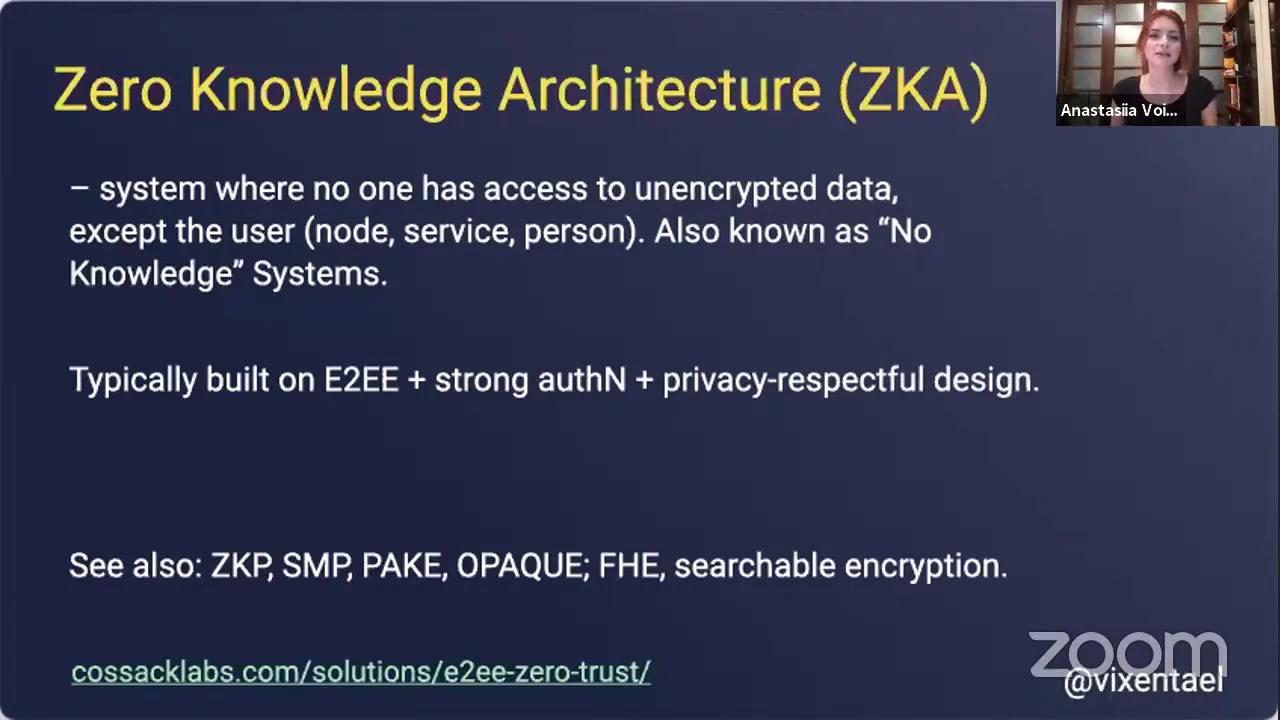 Zero Knowledge Architecture (ZKA)
Anastasiia Voi...
– system where no one has access to unencrypted data,
except the user (node, service, person). Also known as “No
Knowledge” Systems.
Typically built on E2EE + strong authN + privacy-respectful design.
See also: ZKP, SMP, PAKE, OPAQUE; FHE, searchable encryption.
cossacklabs.com/solutions/e2ee-zero-trust/
zoom
@vixentael